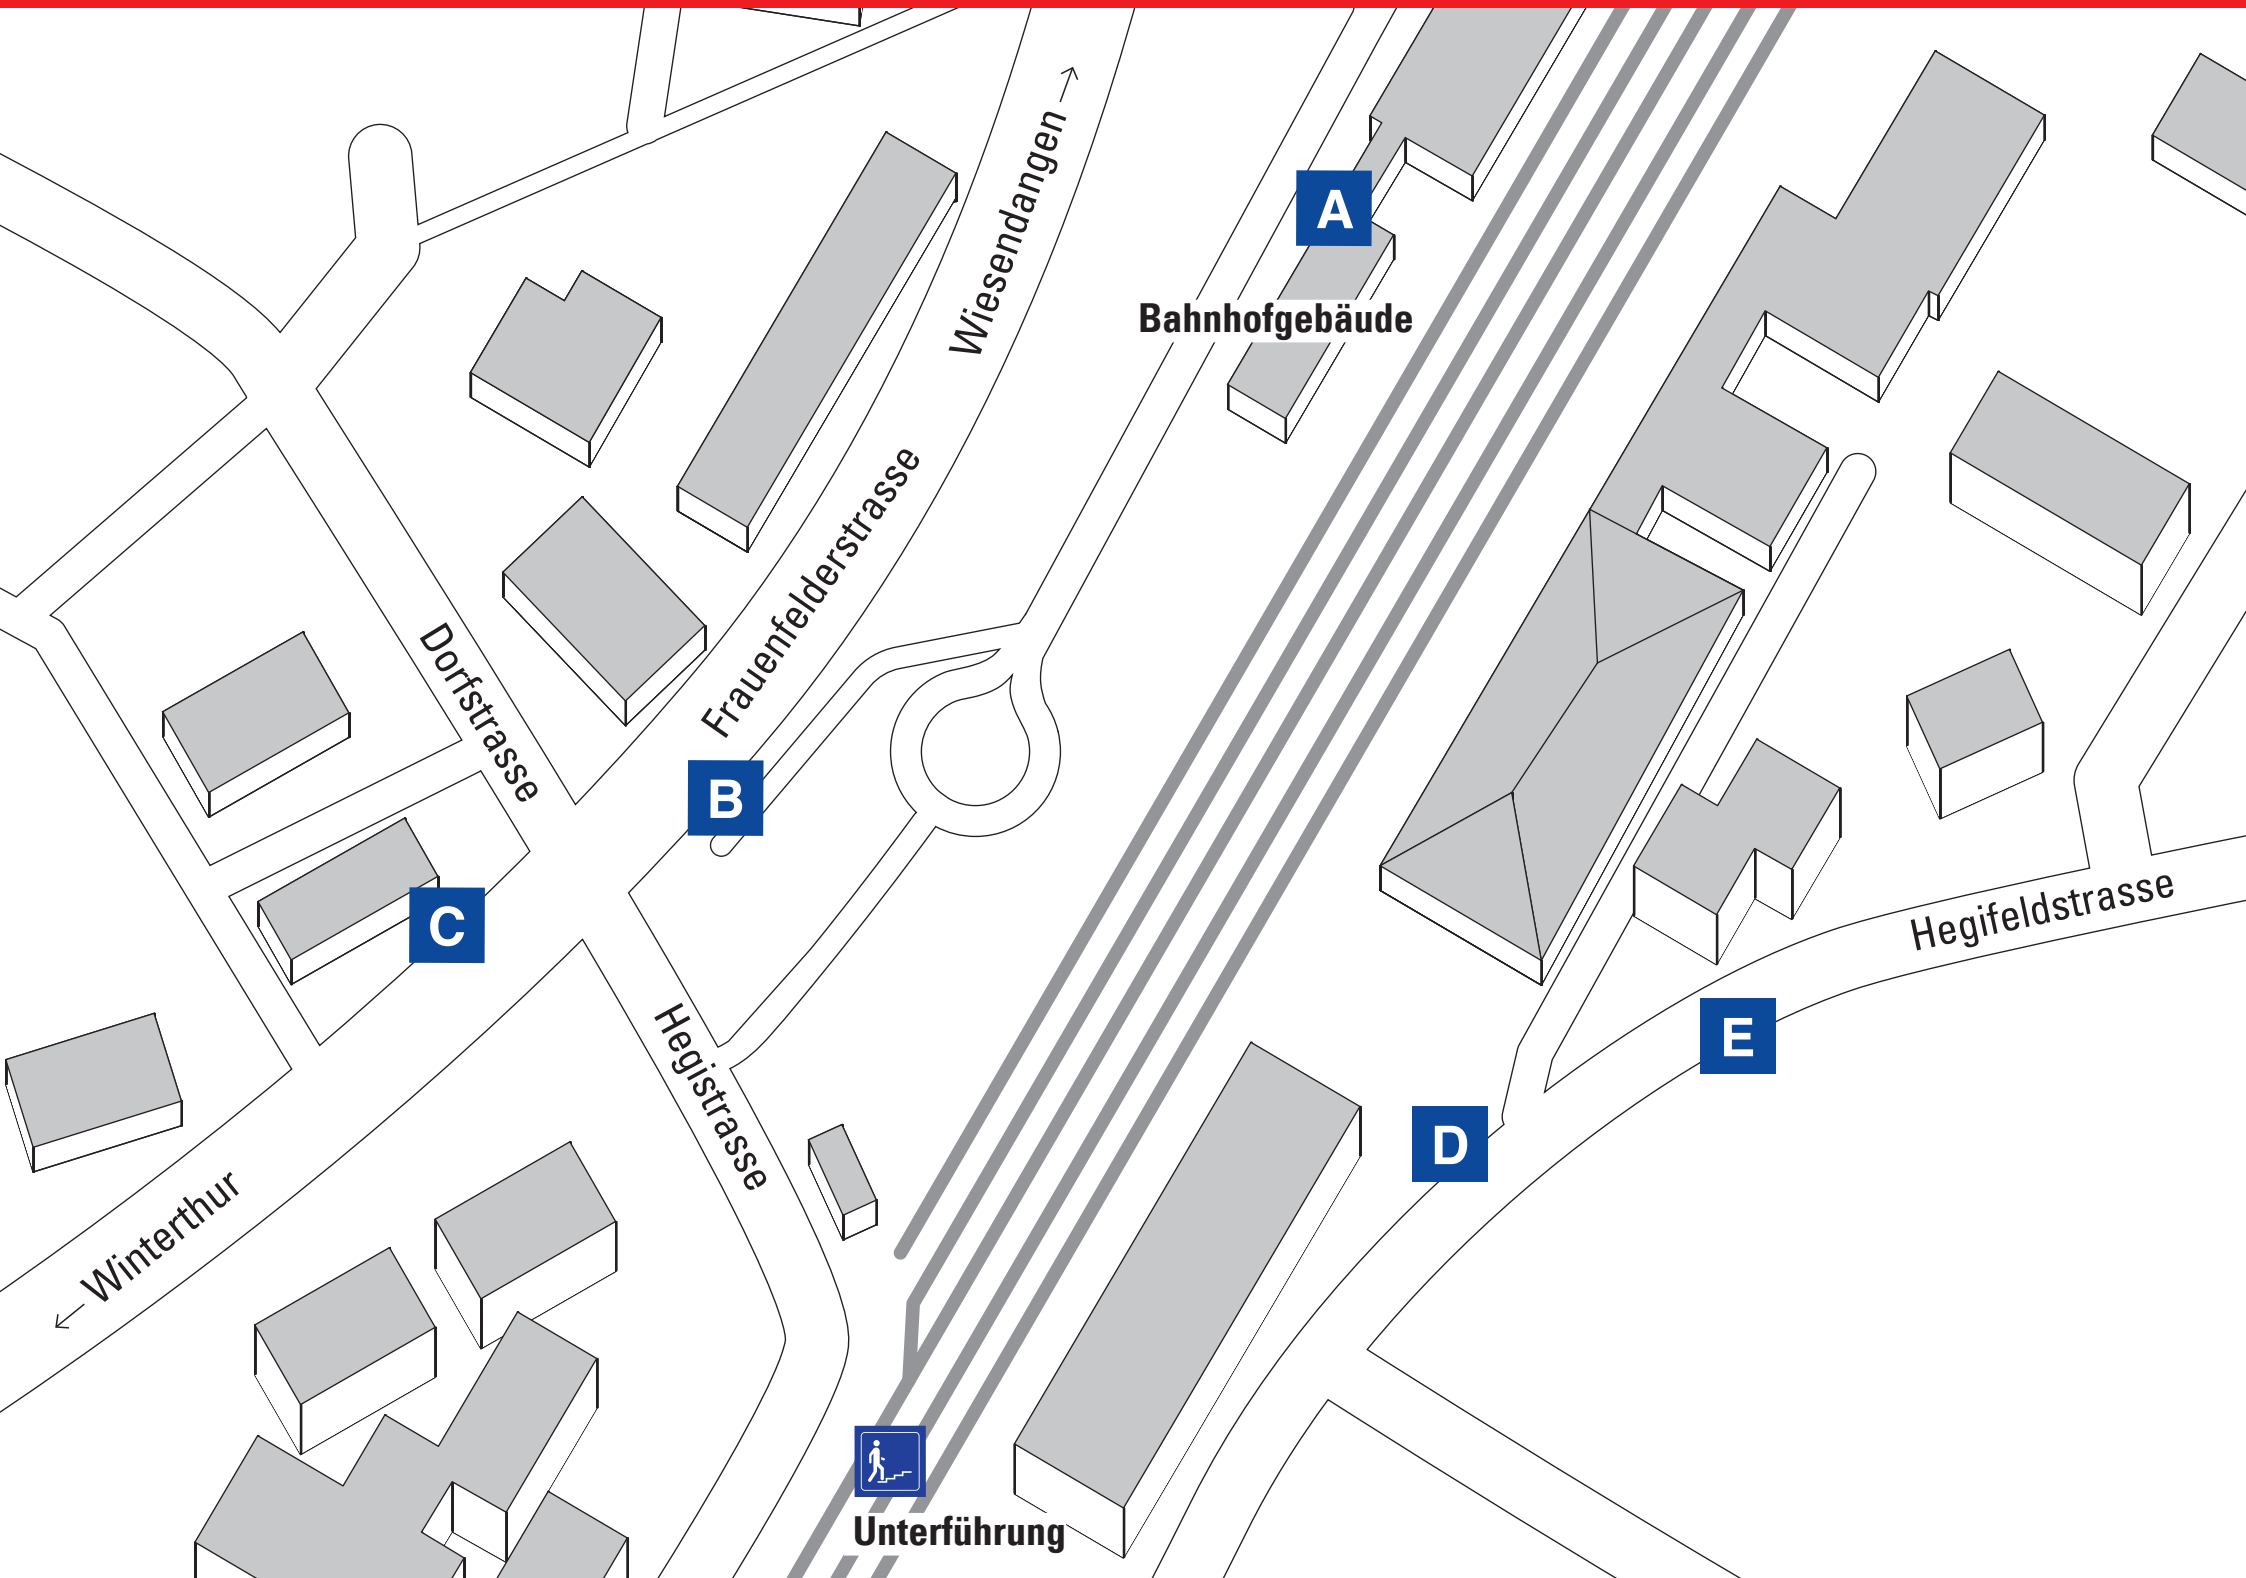 Wiesendangen
A
Bahnhofgebäude
Frauenfelderstrasse
Dorfstrasse
B
C
Hegifeldstrasse
E
Hegistrasse
D
Winterthur
Unterführung